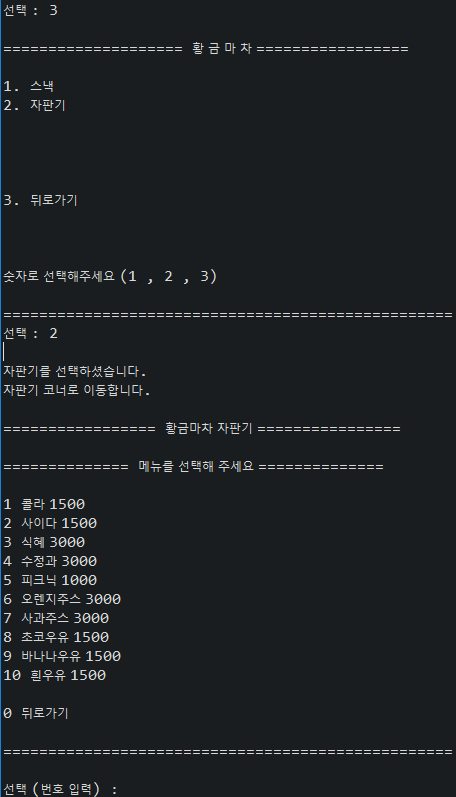 선택 : 3
==================== 황 금 마 차 =================
1. 스낵
2. 자판기
3. 뒤로가기
숫자로 선택해주세요 (1 , 2 , 3)
==================================================
선택 : 2
자판기를 선택하셨습니다.
자판기 코너로 이동합니다.
================= 황금마차 자판기 ================
============== 메뉴를 선택해 주세요 ==============
1 콜라 1500
2 사이다 1500
3 식혜 3000
4 수정과 3000
5 피크닉 1000
6 오렌지주스 3000
7 사과주스 3000
8 초코우유 1500
9 바나나우유 1500
10 흰우유 1500
0 뒤로가기
==================================================
선택 (번호 입력) :